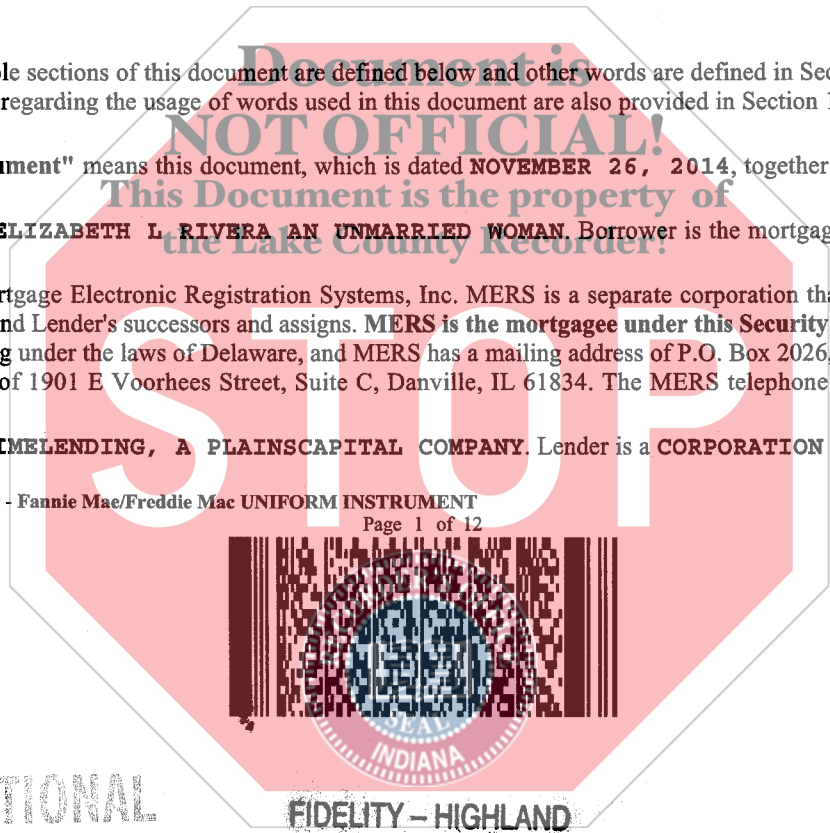 Document is
le sections of this document are defined below and other words are defined in Sec
regarding the usage of words used in this document are also provided in Section 1
NOT OFFICIAL!
ument" means this document, which is dated NOVEMBER 26, 2014, together
This Document is the property of
ELIZABETH L RIVERA AN UNMARRIED WOMAN. Borrower is the mortgag
the Lake County Recorder!
rtgage Electronic Registration Systems, Inc. MERS is a separate corporation tha
nd Lender's successors and assigns. MERS is the mortgagee under this Security
g under the laws of Delaware, and MERS has a mailing address of P.O. Box 2026,
of 1901 E Voorhees Street, Suite C, Danville, IL 61834. The MERS telephone
STOP
IMELENDING, A PLAINSCAPITAL COMPANY. Lender is a CORPORATION
- Fannie Mae/Freddie Mac UNIFORM INSTRUMENT
Page 1 of 12
RECORDER'S OFFICE
SEAL
INDIANA
TIONAL
FIDELITY – HIGHLAND